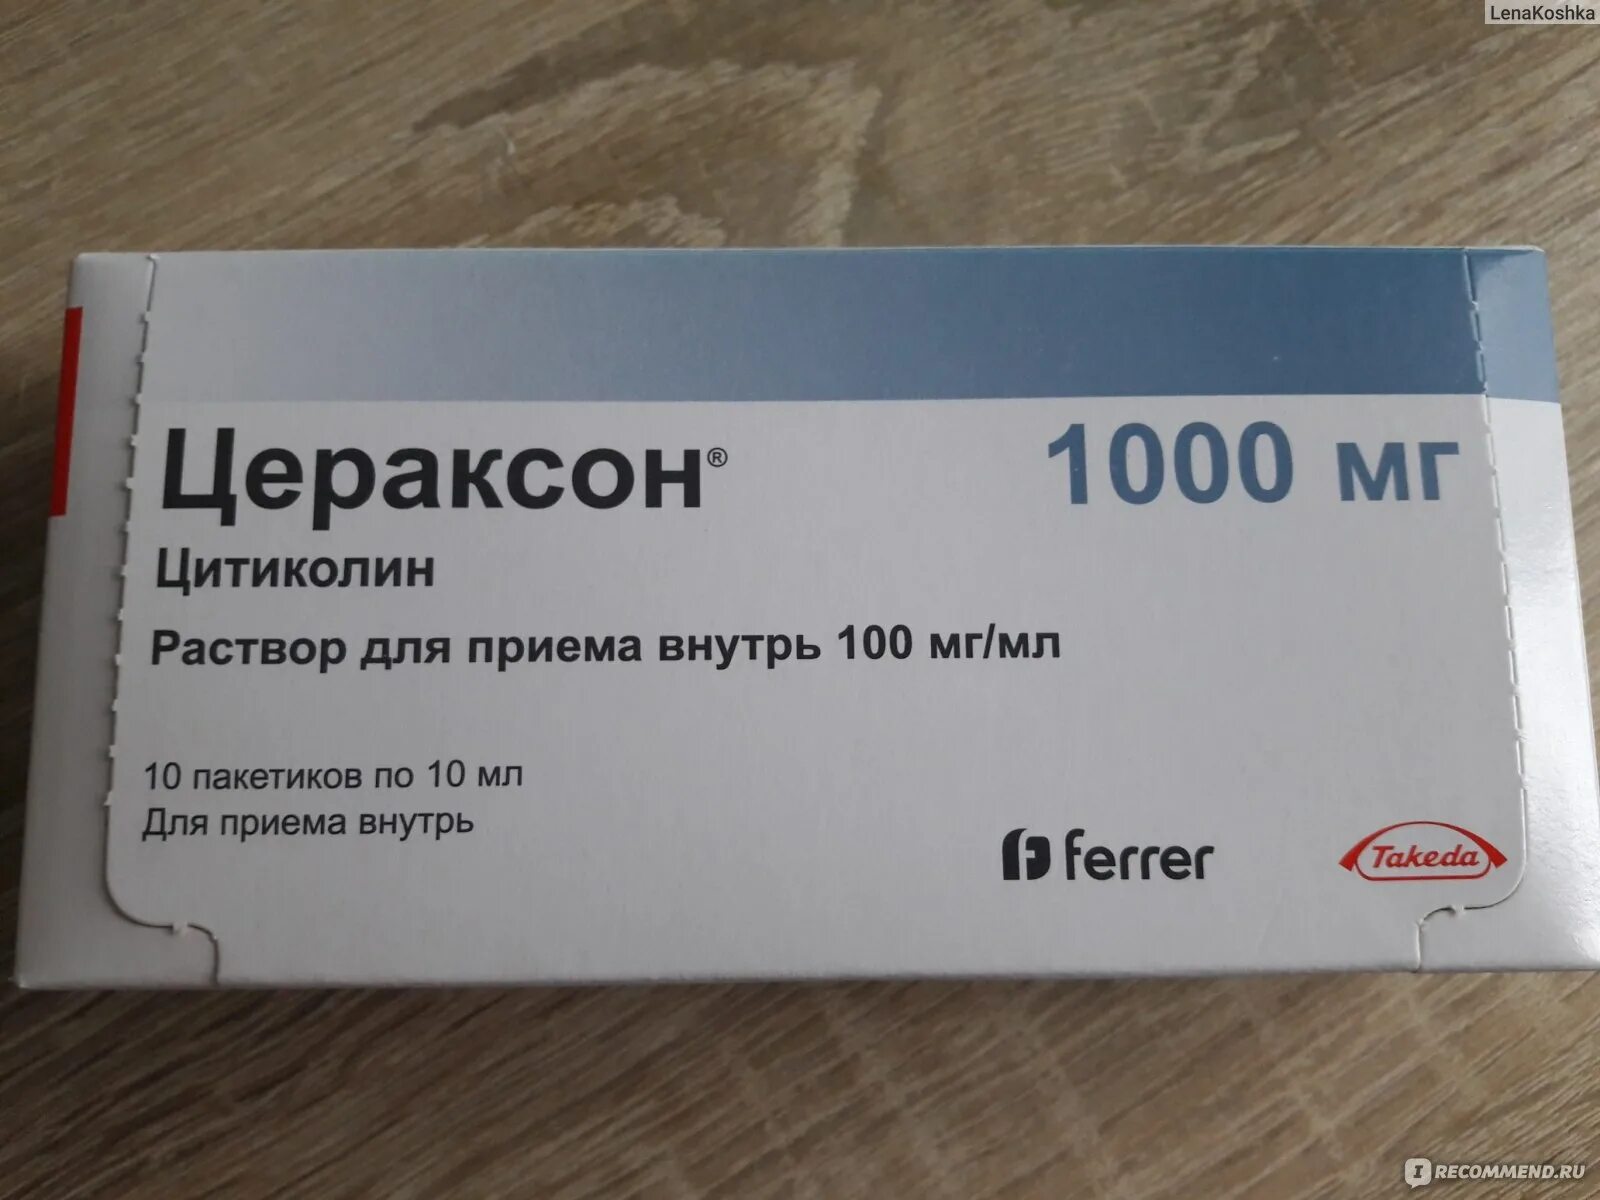 LenaKoshka
Цераксон® 1000 мг
Цитиколин
Раствор для приема внутрь 100 мг/мл
10 пакетиков по 10 мл
Для приема внутрь
ferrer
Takeda
IRECOMMEND.RU